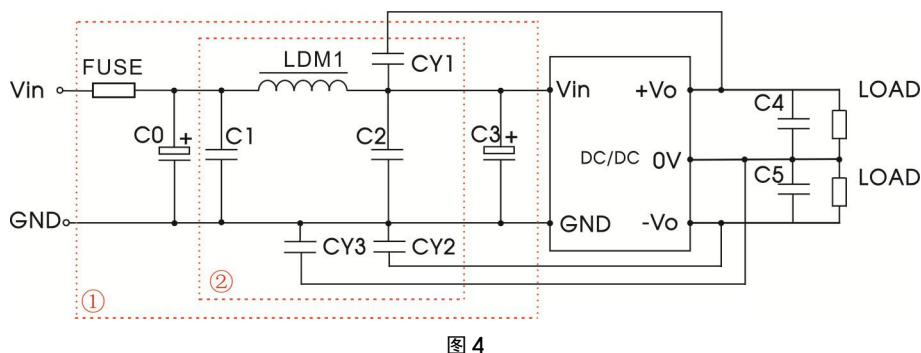 CY1
FUSE
LDM1
Vin
Vin
+Vo
C4
LOAD
C0
+
C1
C2
C3
+
DC/DC
0V
C5
LOAD
GND
GND
-Vo
CY3
CY2
①
②
图 4